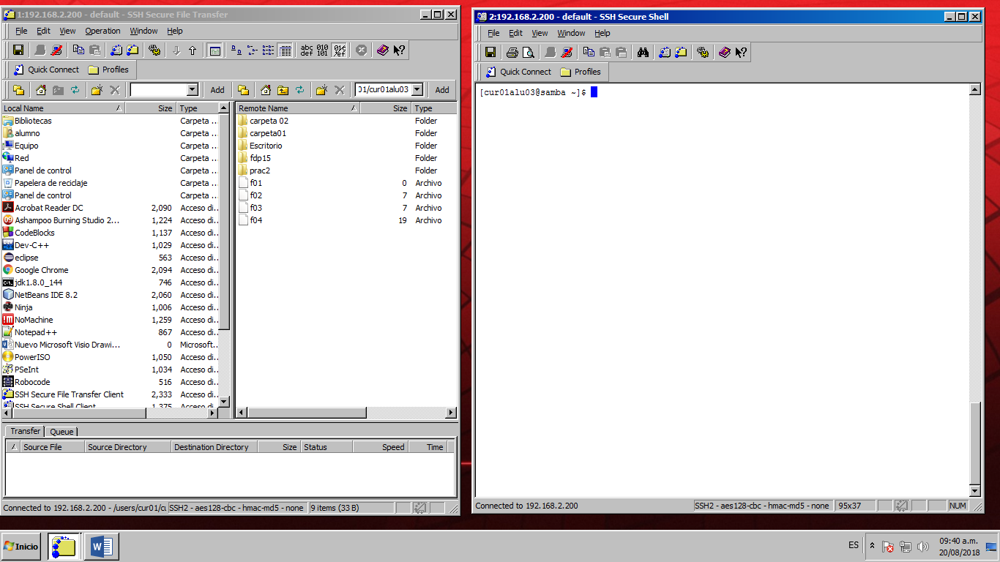 1:192.168.2.200 - default - SSH Secure File Transfer
File Edit View Operation Window Help
abc def 010 101 01¢ %ef
Quick Connect Profiles
Add 01/cur01alu03 Add
Local Name Size Type
Bibliotecas Carpeta ...
alumno Carpeta ...
Equipo Carpeta ...
Red Carpeta ...
Panel de control Carpeta ...
Papelera de reciclaje Carpeta ...
Panel de control Carpeta ...
Acrobat Reader DC 2,090 Acceso di...
Ashampoo Burning Studio 2... 1,224 Acceso di...
CodeBlocks 1,137 Acceso di...
Dev-C++ 1,029 Acceso di...
eclipse 563 Acceso di...
Google Chrome 2,094 Acceso di...
jdk1.8.0_144 746 Acceso di...
NetBeans IDE 8.2 2,060 Acceso di...
Ninja 1,006 Acceso di...
NoMachine 1,259 Acceso di...
Notepad++ 867 Acceso di...
Nuevo Microsoft Visio Drawi... 0 Microsoft...
PowerISO 1,050 Acceso di...
PSeInt 1,034 Acceso di...
Robocode 516 Acceso di...
SSH Secure File Transfer Client 2,333 Acceso di...
SSH Secure Shell Client 1,375 Acceso di...
Remote Name Size Type
carpeta 02 Folder
carpeta01 Folder
Escritorio Folder
fdp15 Folder
prac2 Folder
f01 0 Archivo
f02 7 Archivo
f03 7 Archivo
f04 19 Archivo
Transfer Queue
Source File Source Directory Destination Directory Size Status Speed Time
Connected to 192.168.2.200 - /users/cur01/cu SSH2 - aes128-cbc - hmac-md5 - none 9 items (33 B)
2:192.168.2.200 - default - SSH Secure Shell
File Edit View Window Help
Quick Connect Profiles
[cur01alu03@samba ~]$
Connected to 192.168.2.200 SSH2 - aes128-cbc - hmac-md5 - none 95x37 NUM
Inicio ES 09:40 a.m.
20/08/2018